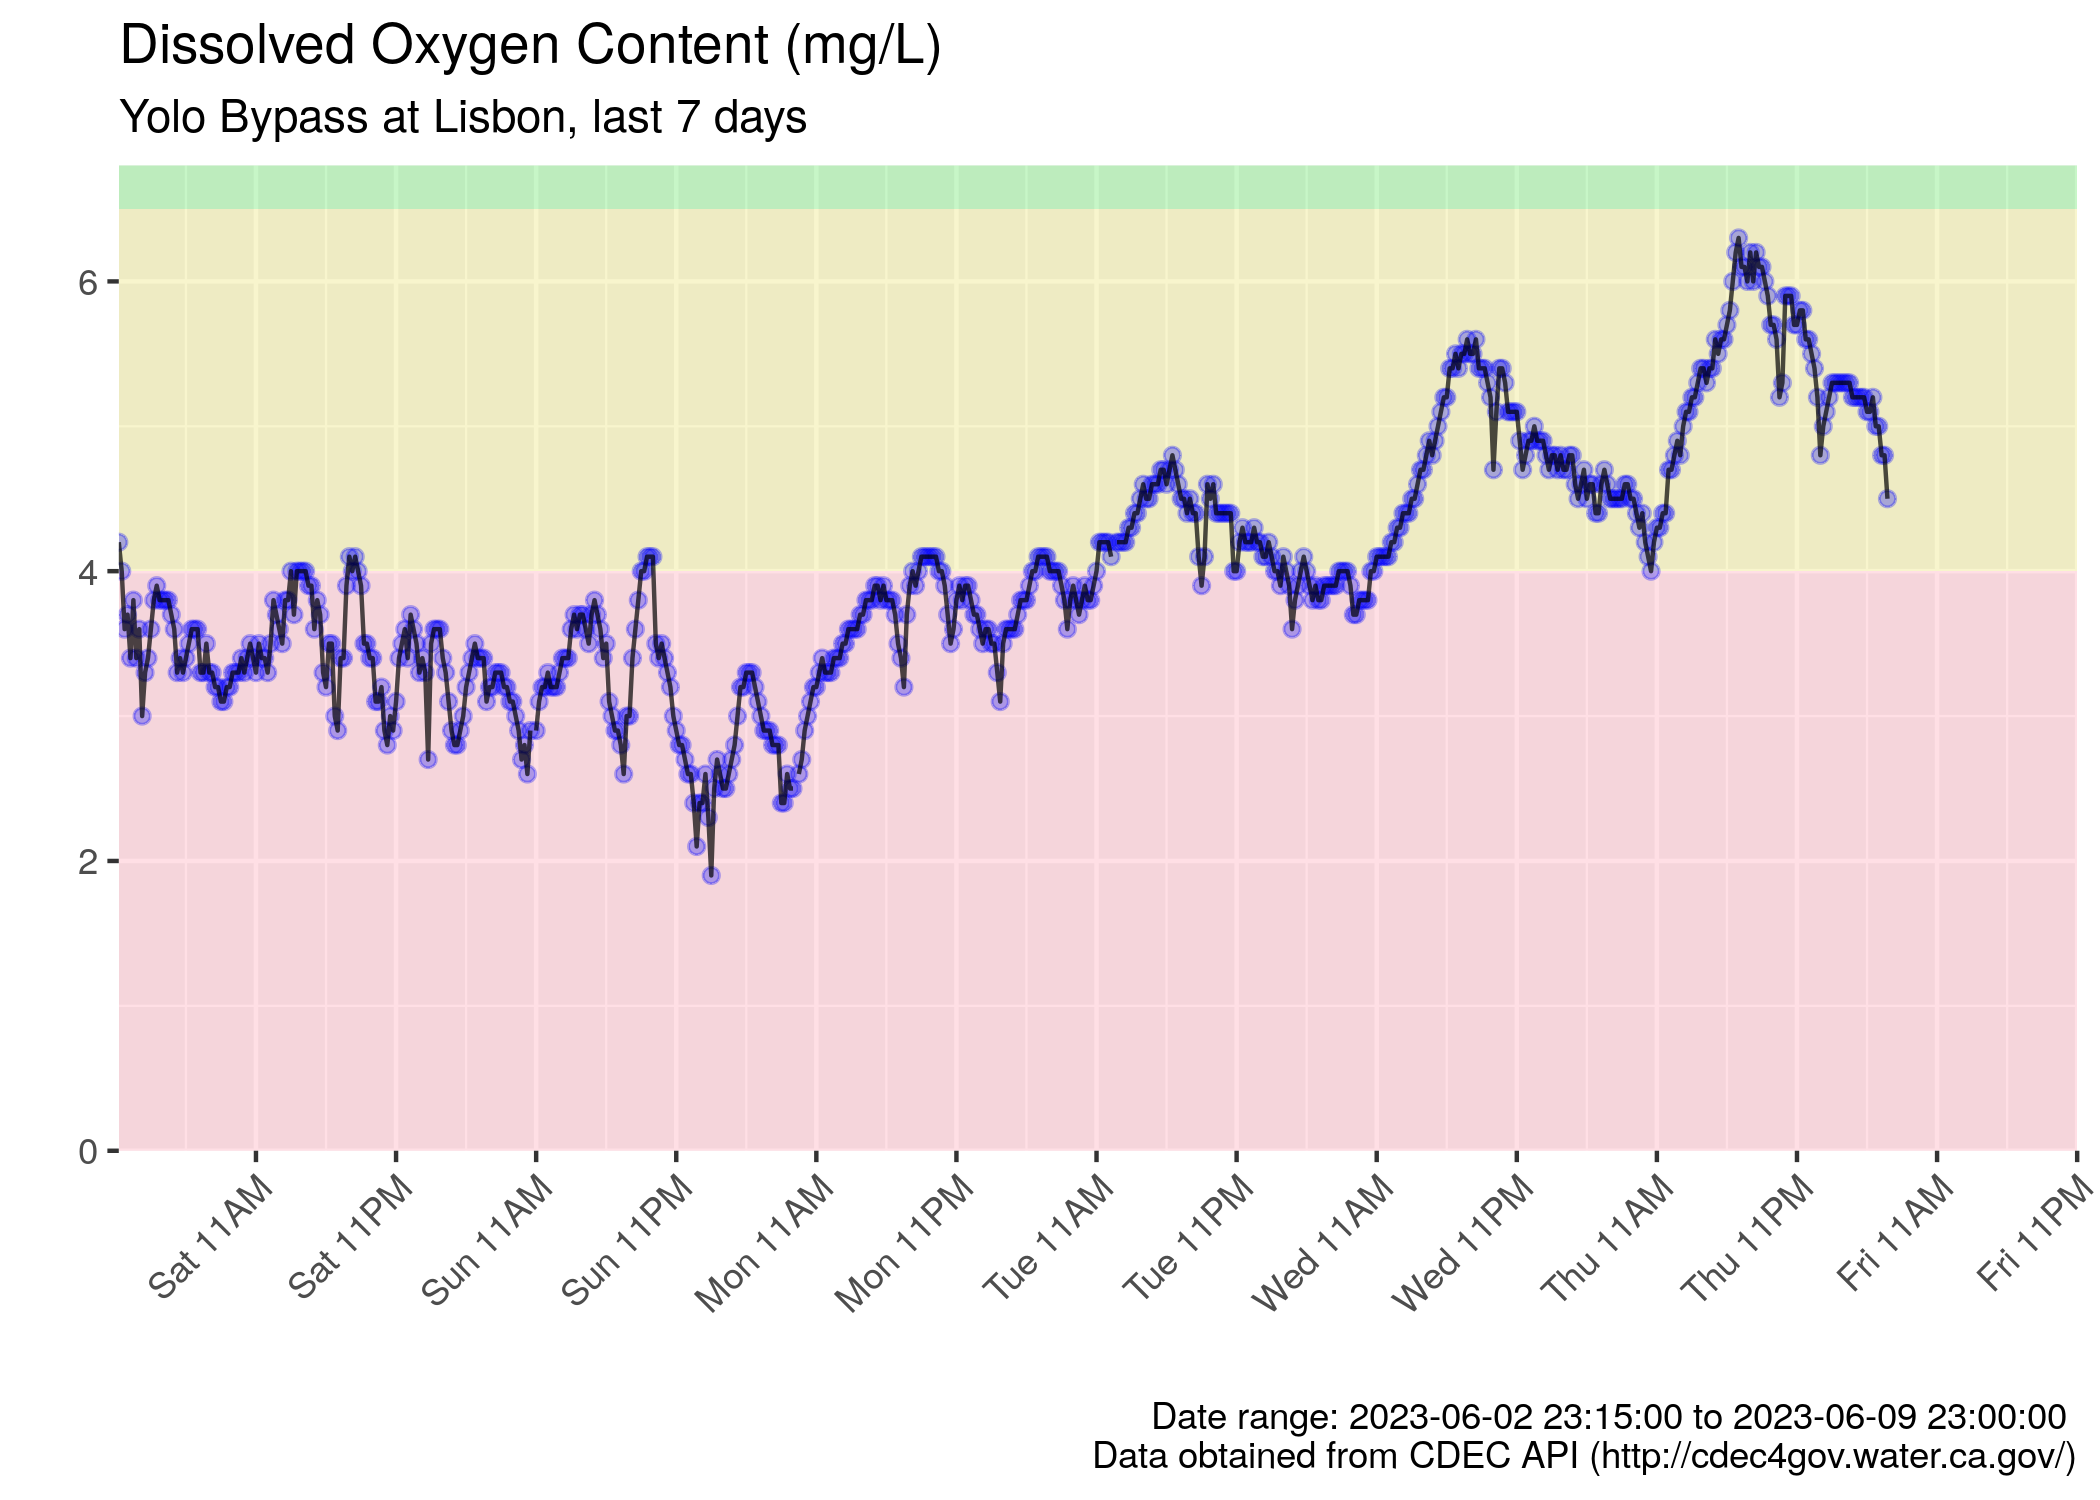 Dissolved Oxygen Content (mg/L)
Yolo Bypass at Lisbon, last 7 days
6
4
2
0
Sat 11AM
Sat 11PM
Sun 11AM
Sun 11PM
Mon 11AM
Mon 11PM
Tue 11AM
Tue 11PM
Wed 11AM
Wed 11PM
Thu 11AM
Thu 11PM
Fri 11AM
Fri 11PM
Date range: 2023-06-02 23:15:00 to 2023-06-09 23:00:00
Data obtained from CDEC API (http://cdec4gov.water.ca.gov/)